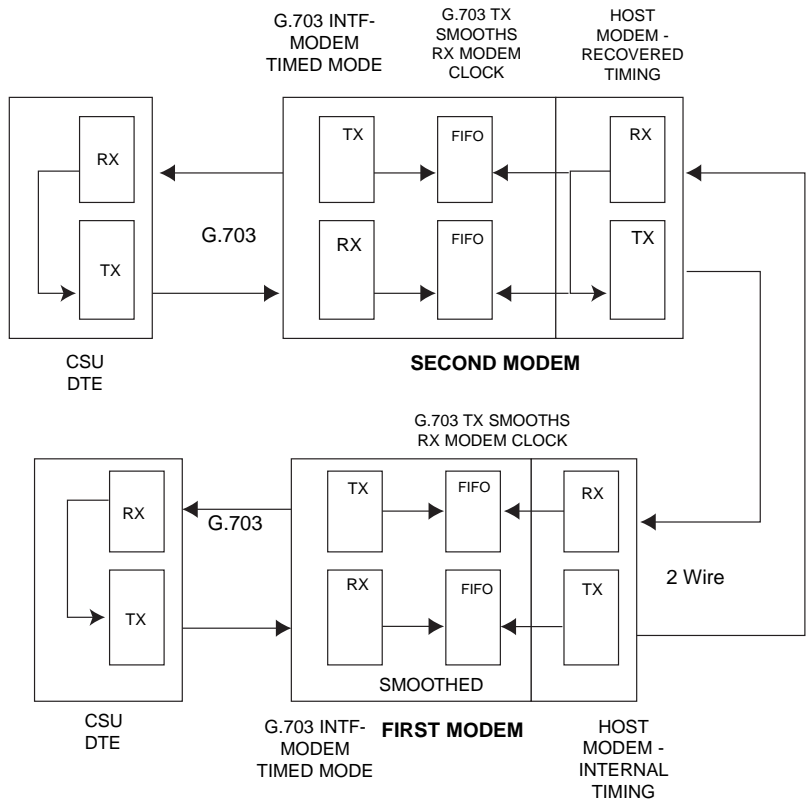 G.703 INTF-
MODEM
TIMED MODE
G.703 TX
SMOOTHS
RX MODEM
CLOCK
HOST
MODEM -
RECOVERED
TIMING
RX
TX
FIFO
RX
G.703
TX
RX
FIFO
TX
CSU
DTE
SECOND MODEM
G.703 TX SMOOTHS
RX MODEM CLOCK
RX
G.703
TX
FIFO
RX
2 Wire
TX
RX
FIFO
TX
SMOOTHED
CSU
DTE
G.703 INTF-
MODEM
TIMED MODE
FIRST MODEM
HOST
MODEM -
INTERNAL
TIMING